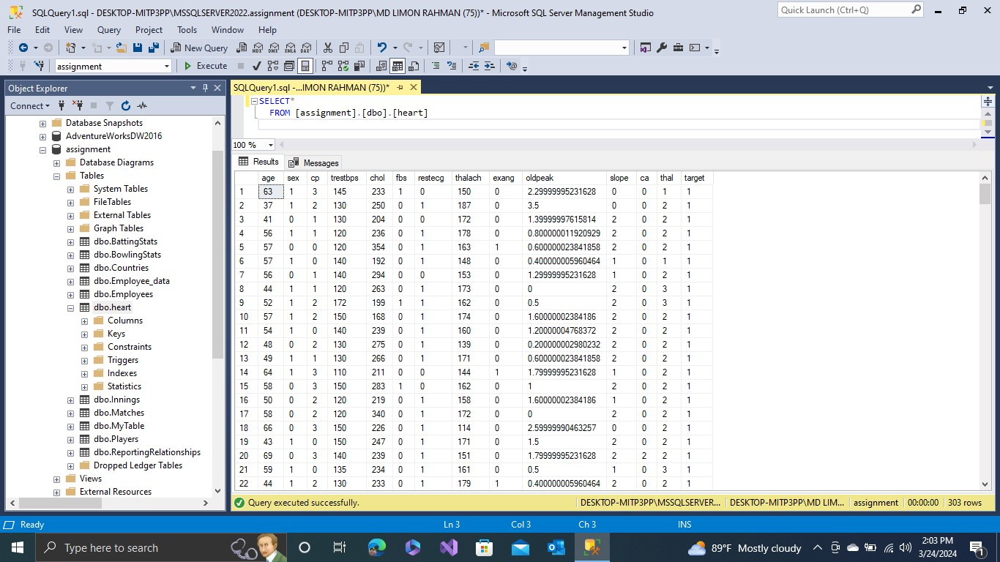 SQLQuery1.sql - DESKTOP-MITP3PP\MSSQLSERVER2022.assignment (DESKTOP-MITP3PP\MD LIMON RAHMAN (75))* - Microsoft SQL Server Management Studio
Quick Launch (Ctrl+Q)
File Edit View Query Project Tools Window Help
New Query MDX DMX XMLA DAX
assignment Execute
Object Explorer
Connect
Database Snapshots
AdventureWorksDW2016
assignment
Database Diagrams
Tables
System Tables
FileTables
External Tables
Graph Tables
dbo.BattingStats
dbo.BowlingStats
dbo.Countries
dbo.Employee_data
dbo.Employees
dbo.heart
Columns
Keys
Constraints
Triggers
Indexes
Statistics
dbo.Innings
dbo.Matches
dbo.MyTable
dbo.Players
dbo.ReportingRelationships
Dropped Ledger Tables
Views
External Resources
SQLQuery1.sql -...IMON RAHMAN (75))*
SELECT*
FROM [assignment].[dbo].[heart]
100 %
Results Messages
age sex cp trestbps chol fbs restecg thalach exang oldpeak slope ca thal target
1 63 1 3 145 233 1 0 150 0 2.29999995231628 0 0 1 1
2 37 1 2 130 250 0 1 187 0 3.5 0 0 2 1
3 41 0 1 130 204 0 0 172 0 1.39999997615814 2 0 2 1
4 56 1 1 120 236 0 1 178 0 0.800000011920929 2 0 2 1
5 57 0 0 120 354 0 1 163 1 0.600000023841858 2 0 2 1
6 57 1 0 140 192 0 1 148 0 0.400000005960464 1 0 1 1
7 56 0 1 140 294 0 0 153 0 1.29999995231628 1 0 2 1
8 44 1 1 120 263 0 1 173 0 0 2 0 3 1
9 52 1 2 172 199 1 1 162 0 0.5 2 0 3 1
10 57 1 2 150 168 0 1 174 0 1.60000002384186 2 0 2 1
11 54 1 0 140 239 0 1 160 0 1.20000004768372 2 0 2 1
12 48 0 2 130 275 0 1 139 0 0.200000002980232 2 0 2 1
13 49 1 1 130 266 0 1 171 0 0.600000023841858 2 0 2 1
14 64 1 3 110 211 0 0 144 1 1.79999995231628 1 0 2 1
15 58 0 3 150 283 1 0 162 0 1 2 0 2 1
16 50 0 2 120 219 0 1 158 0 1.60000002384186 1 0 2 1
17 58 0 2 120 340 0 1 172 0 0 2 0 2 1
18 66 0 3 150 226 0 1 114 0 2.59999990463257 0 0 2 1
19 43 1 0 150 247 0 1 171 0 1.5 2 0 2 1
20 69 0 3 140 239 0 1 151 0 1.79999995231628 2 2 2 1
21 59 1 0 135 234 0 1 161 0 0.5 1 0 3 1
22 44 1 2 130 233 0 1 179 1 0.400000005960464 2 0 2 1
Query executed successfully. DESKTOP-MITP3PP\MSSQLSERVER... DESKTOP-MITP3PP\MD LIM... assignment 00:00:00 303 rows
Ready Ln 3 Col 3 Ch 3 INS
Type here to search
89°F Mostly cloudy
2:03 PM
3/24/2024
1